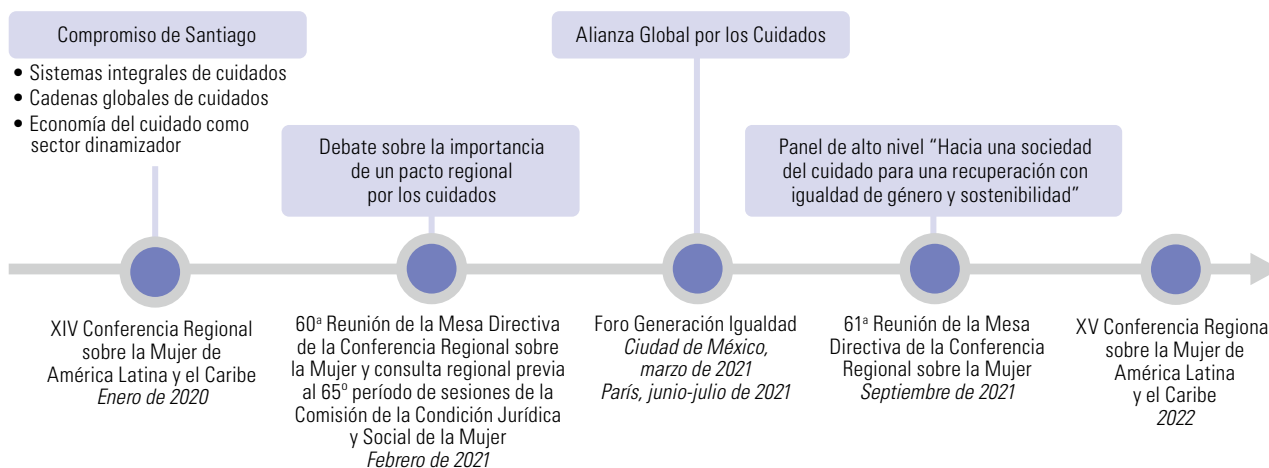 Compromiso de Santiago
• Sistemas integrales de cuidados
• Cadenas globales de cuidados
• Economía del cuidado como
sector dinamizador
Debate sobre la importancia
de un pacto regional
por los cuidados
Alianza Global por los Cuidados
Panel de alto nivel “Hacia una sociedad
del cuidado para una recuperación con
igualdad de género y sostenibilidad”
XIV Conferencia Regional
sobre la Mujer de
América Latina y el Caribe
Enero de 2020
60ª Reunión de la Mesa Directiva
de la Conferencia Regional sobre
la Mujer y consulta regional previa
al 65º período de sesiones de la
Comisión de la Condición Jurídica
y Social de la Mujer
Febrero de 2021
Foro Generación Igualdad
Ciudad de México,
marzo de 2021
París, junio-julio de 2021
61ª Reunión de la Mesa
Directiva de la Conferencia
Regional sobre la Mujer
Septiembre de 2021
XV Conferencia Regiona
sobre la Mujer de
América Latina
y el Caribe
2022